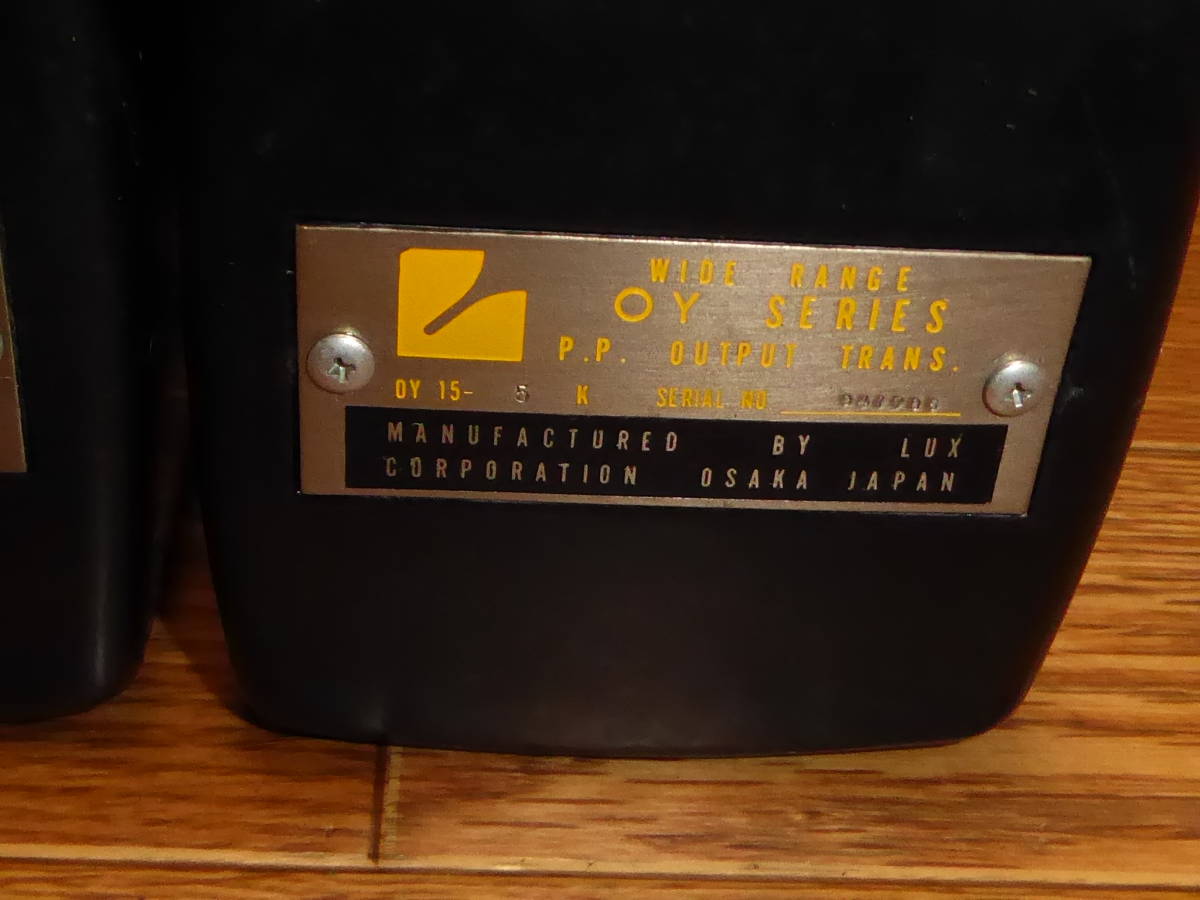 WIDE RANGE
OY SERIES
P.P. OUTPUT TRANS.
OY 15- 5 K SERIAL NO
MANUFACTURED BY LUX
CORPORATION OSAKA JAPAN